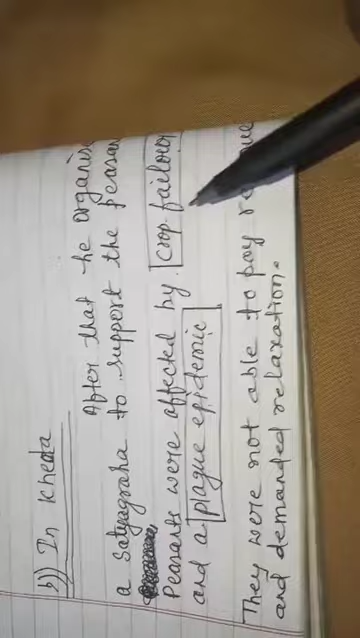 b) In Kheda
After that he organis
a satyagraha to support the peasan
Peasants were affected by crop failour
and a plague epidemic
They were not able to pay
and demanded relaxation.